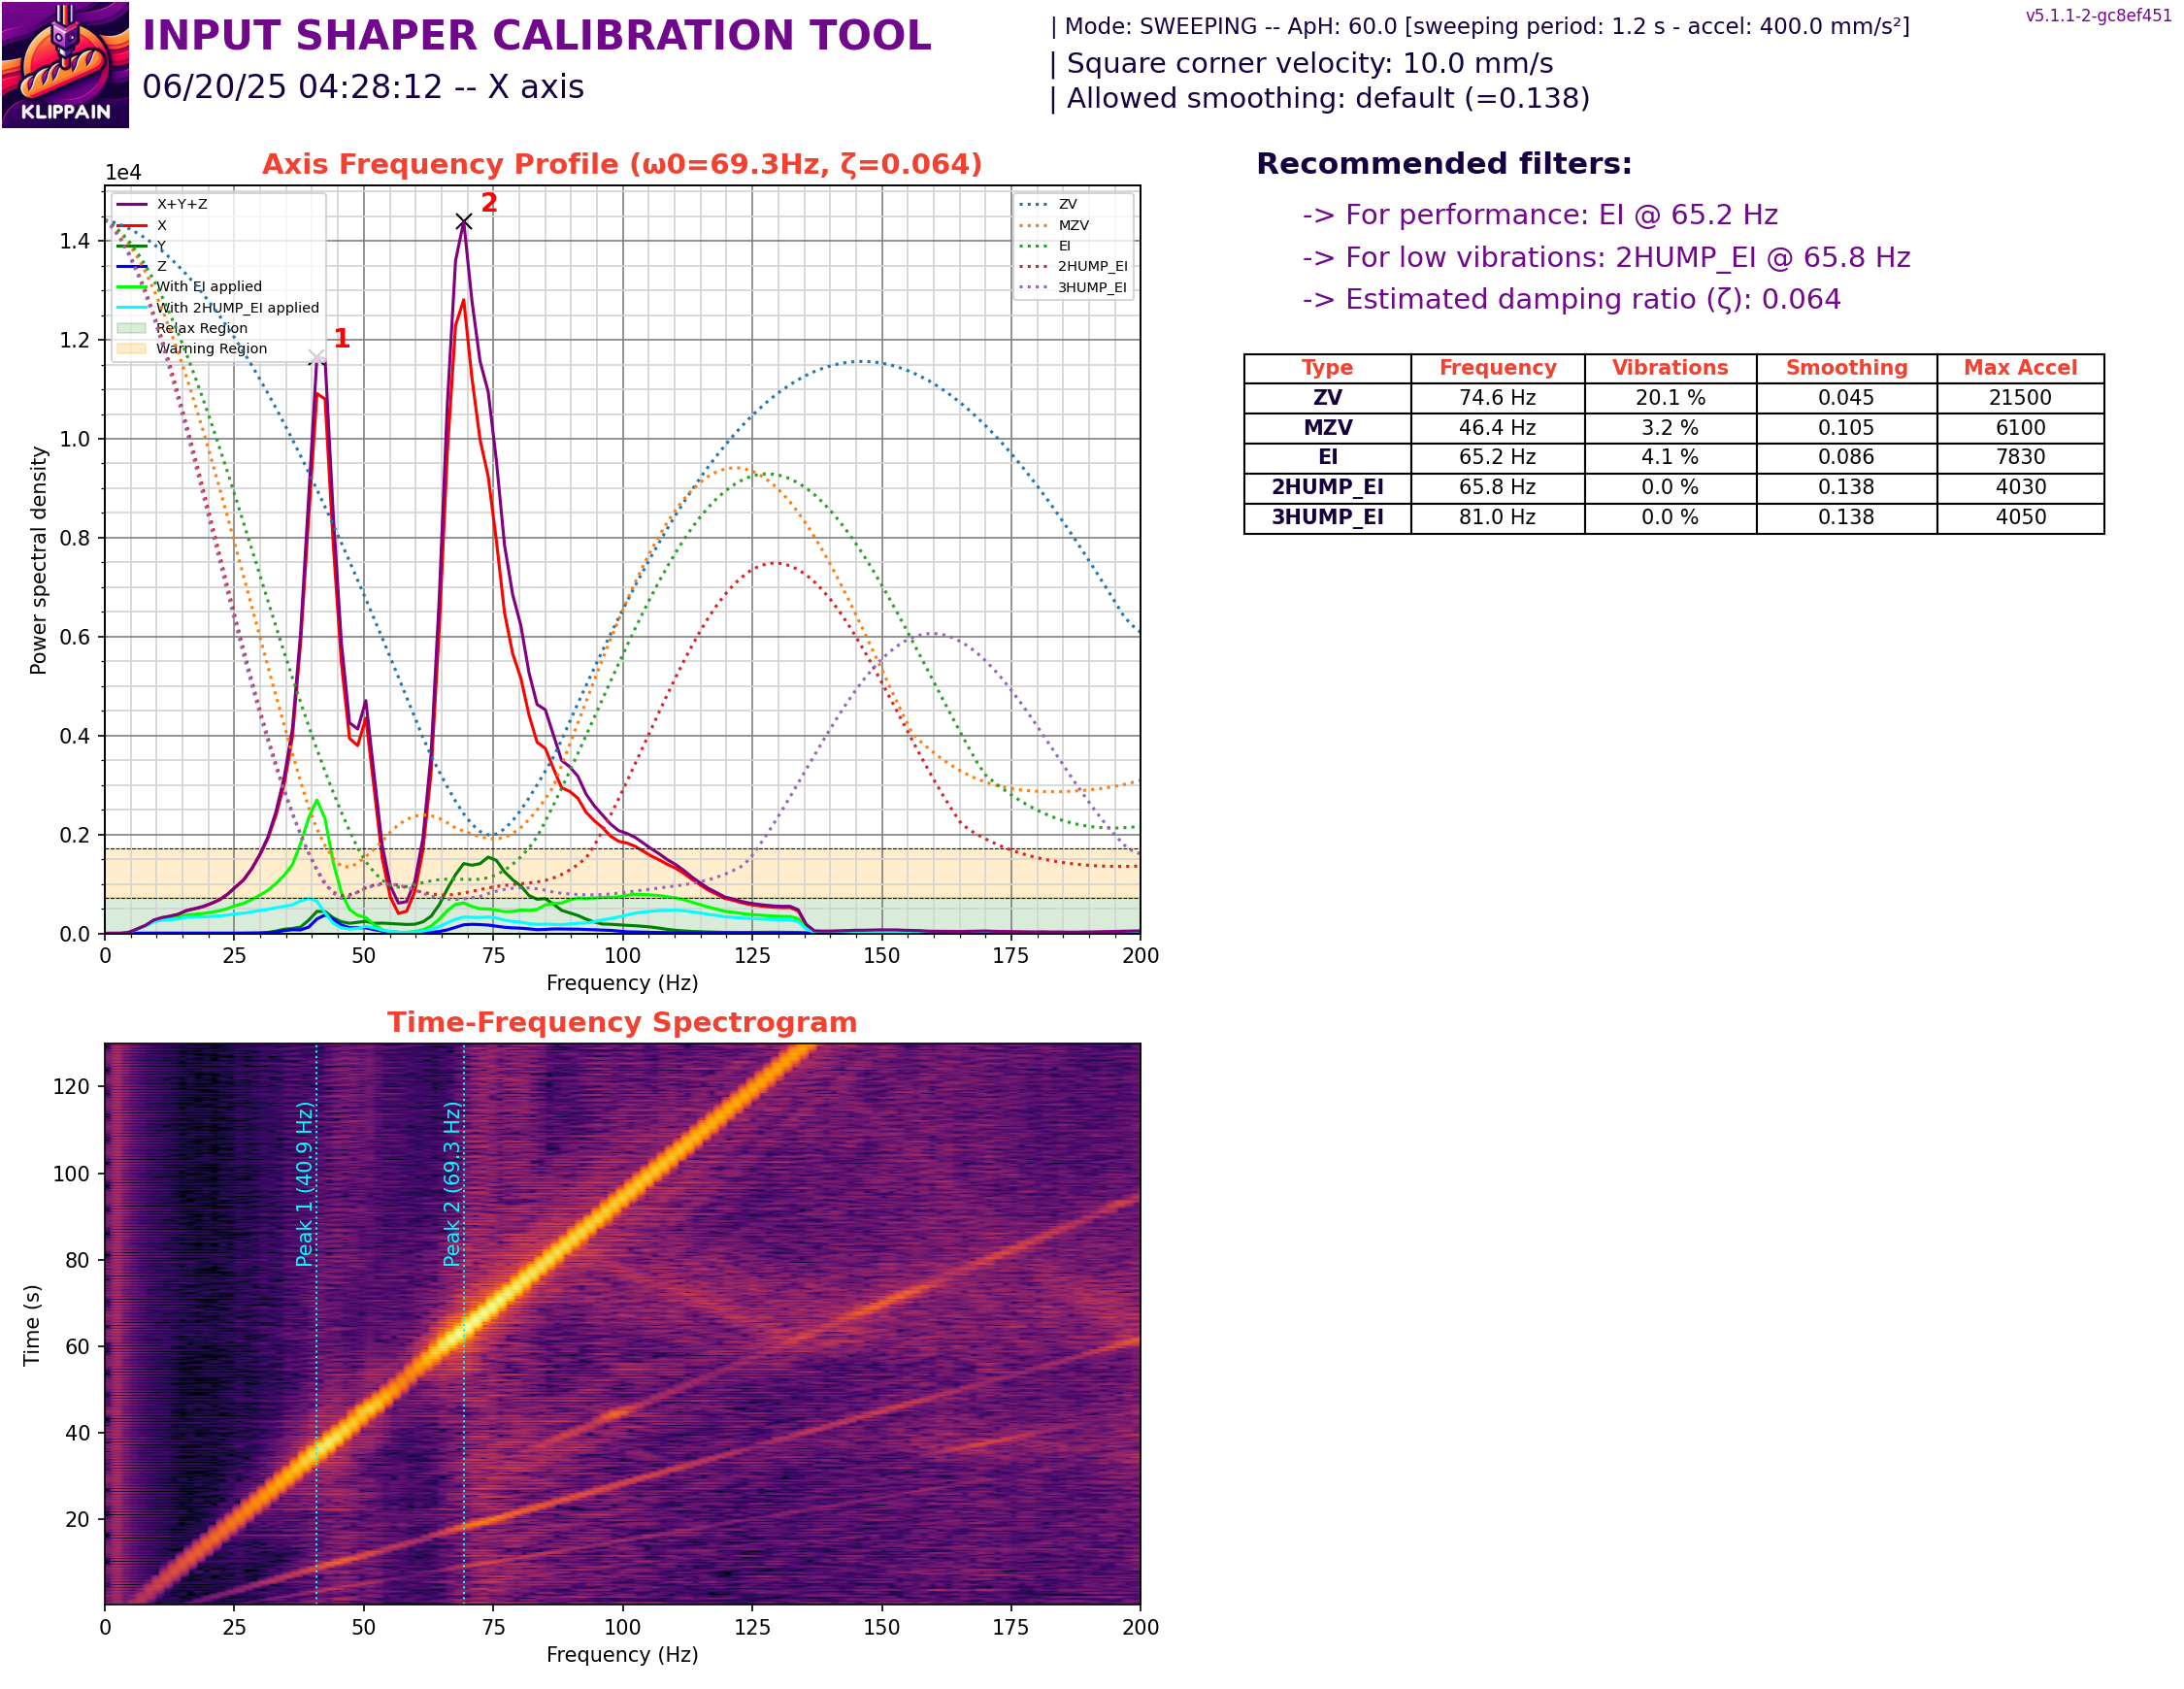 KLIPPAIN
INPUT SHAPER CALIBRATION TOOL
06/20/25 04:28:12 -- X axis
| Mode: SWEEPING -- ApH: 60.0 [sweeping period: 1.2 s - accel: 400.0 mm/s²]
| Square corner velocity: 10.0 mm/s
| Allowed smoothing: default (=0.138)
v5.1.1-2-gc8ef451
Axis Frequency Profile (ω0=69.3Hz, ζ=0.064)
1e4
X+Y+Z
X
Y
Z
With EI applied
With 2HUMP_EI applied
Relax Region
Warning Region
1
2
ZV
MZV
EI
2HUMP_EI
3HUMP_EI
Power spectral density
1.4
1.2
1.0
0.8
0.6
0.4
0.2
0.0
0 25 50 75 100 125 150 175 200
Frequency (Hz)
Recommended filters:
-> For performance: EI @ 65.2 Hz
-> For low vibrations: 2HUMP_EI @ 65.8 Hz
-> Estimated damping ratio (ζ): 0.064
Type Frequency Vibrations Smoothing Max Accel
ZV 74.6 Hz 20.1 % 0.045 21500
MZV 46.4 Hz 3.2 % 0.105 6100
EI 65.2 Hz 4.1 % 0.086 7830
2HUMP_EI 65.8 Hz 0.0 % 0.138 4030
3HUMP_EI 81.0 Hz 0.0 % 0.138 4050
Time-Frequency Spectrogram
Time (s)
120
100
80
60
40
20
Peak 1 (40.9 Hz)
Peak 2 (69.3 Hz)
0 25 50 75 100 125 150 175 200
Frequency (Hz)